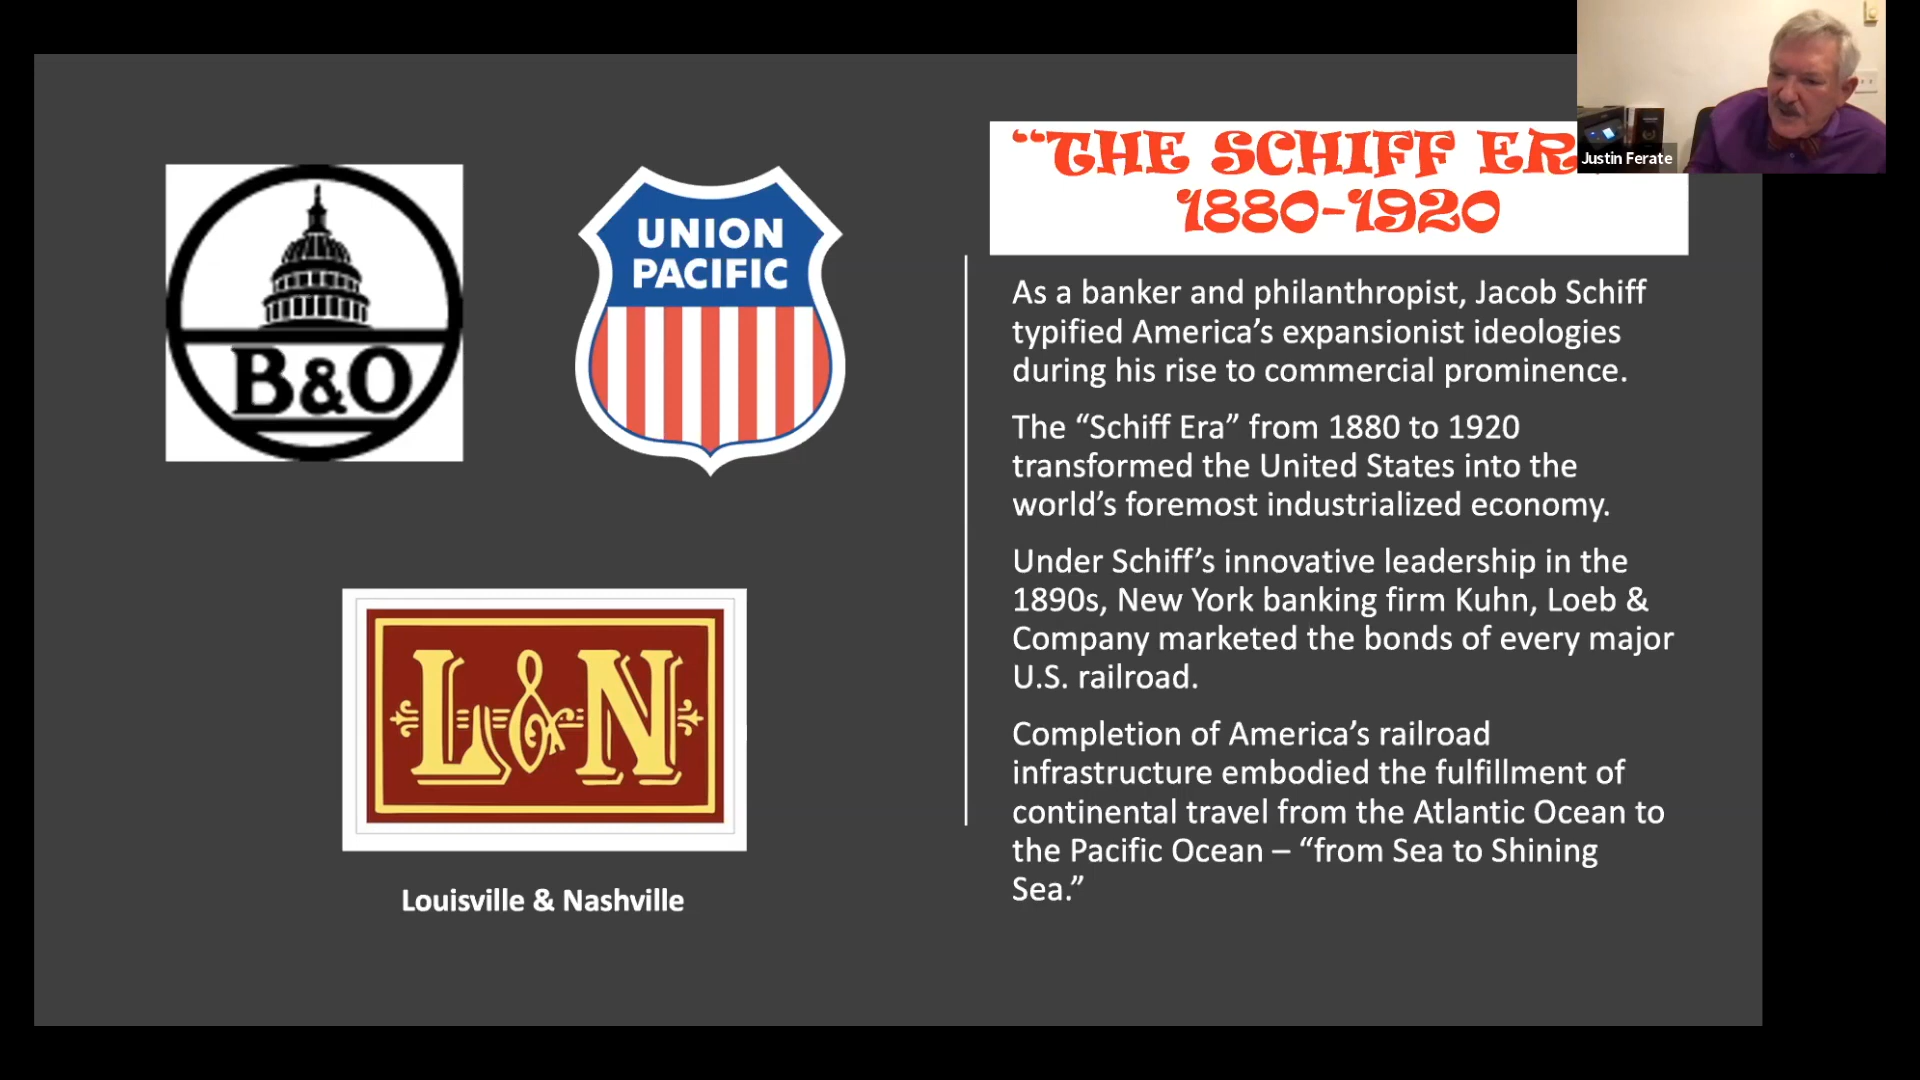 B&O
UNION
PACIFIC
L&N
Louisville & Nashville
“THE SCHIFF ER
1880-1920
As a banker and philanthropist, Jacob Schiff
typified America’s expansionist ideologies
during his rise to commercial prominence.
The “Schiff Era” from 1880 to 1920
transformed the United States into the
world’s foremost industrialized economy.
Under Schiff’s innovative leadership in the
1890s, New York banking firm Kuhn, Loeb &
Company marketed the bonds of every major
U.S. railroad.
Completion of America’s railroad
infrastructure embodied the fulfillment of
continental travel from the Atlantic Ocean to
the Pacific Ocean – “from Sea to Shining
Sea.”
Justin Ferate